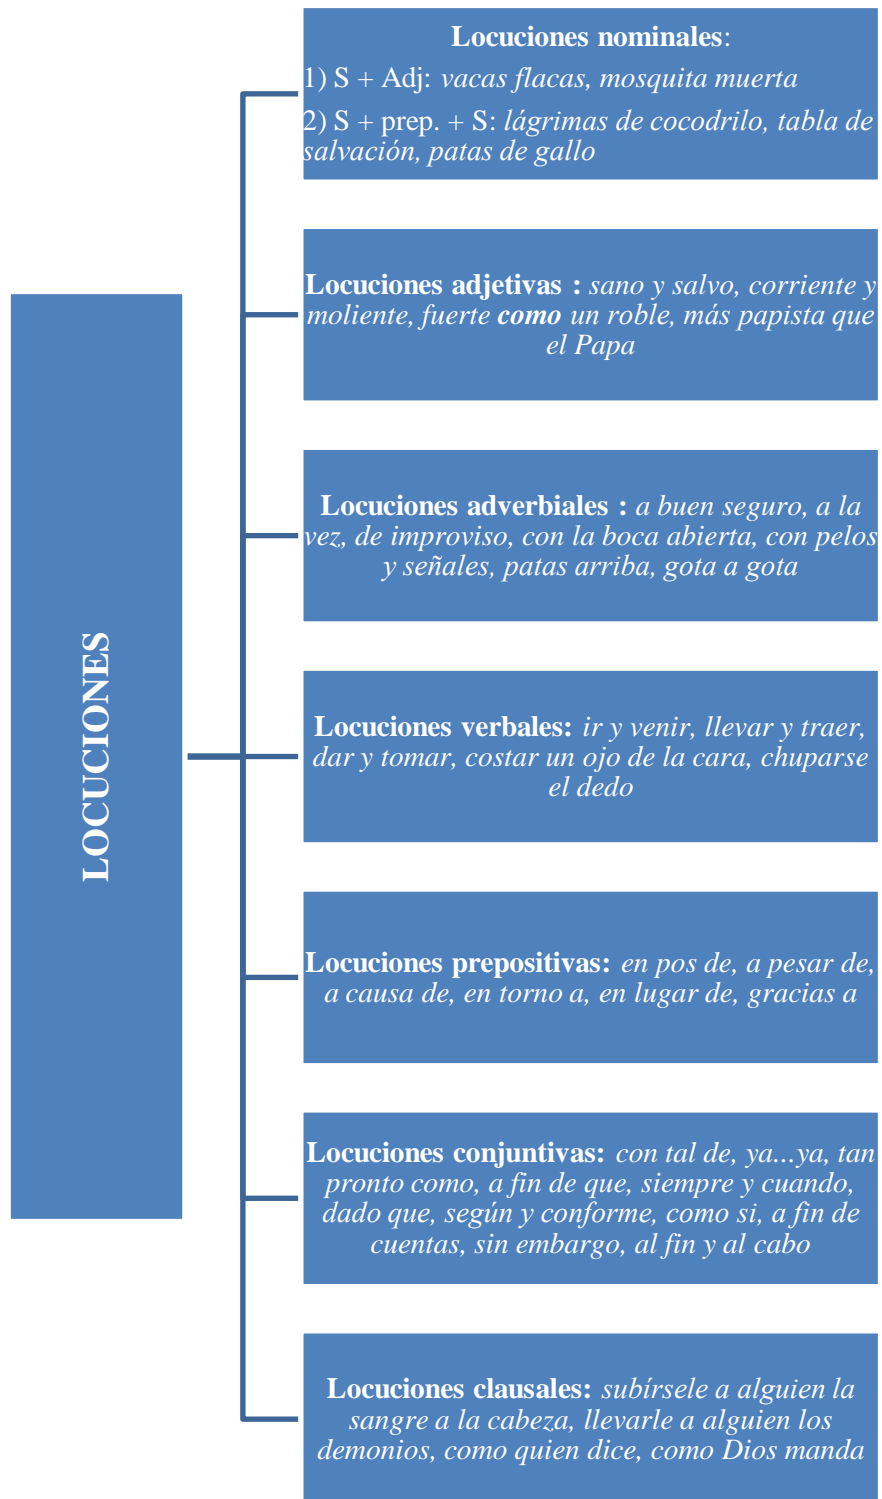 LOCUCIONES
Locuciones nominales:
1) S + Adj: vacas flacas, mosquita muerta
2) S + prep. + S: lágrimas de cocodrilo, tabla de
salvación, patas de gallo
Locuciones adjetivas : sano y salvo, corriente y
moliente, fuerte como un roble, más papista que
el Papa
Locuciones adverbiales : a buen seguro, a la
vez, de improviso, con la boca abierta, con pelos
y señales, patas arriba, gota a gota
Locuciones verbales: ir y venir, llevar y traer,
dar y tomar, costar un ojo de la cara, chuparse
el dedo
Locuciones prepositivas: en pos de, a pesar de,
a causa de, en torno a, en lugar de, gracias a
Locuciones conjuntivas: con tal de, ya...ya, tan
pronto como, a fin de que, siempre y cuando,
dado que, según y conforme, como si, a fin de
cuentas, sin embargo, al fin y al cabo
Locuciones clausales: subírsele a alguien la
sangre a la cabeza, llevarle a alguien los
demonios, como quien dice, como Dios manda